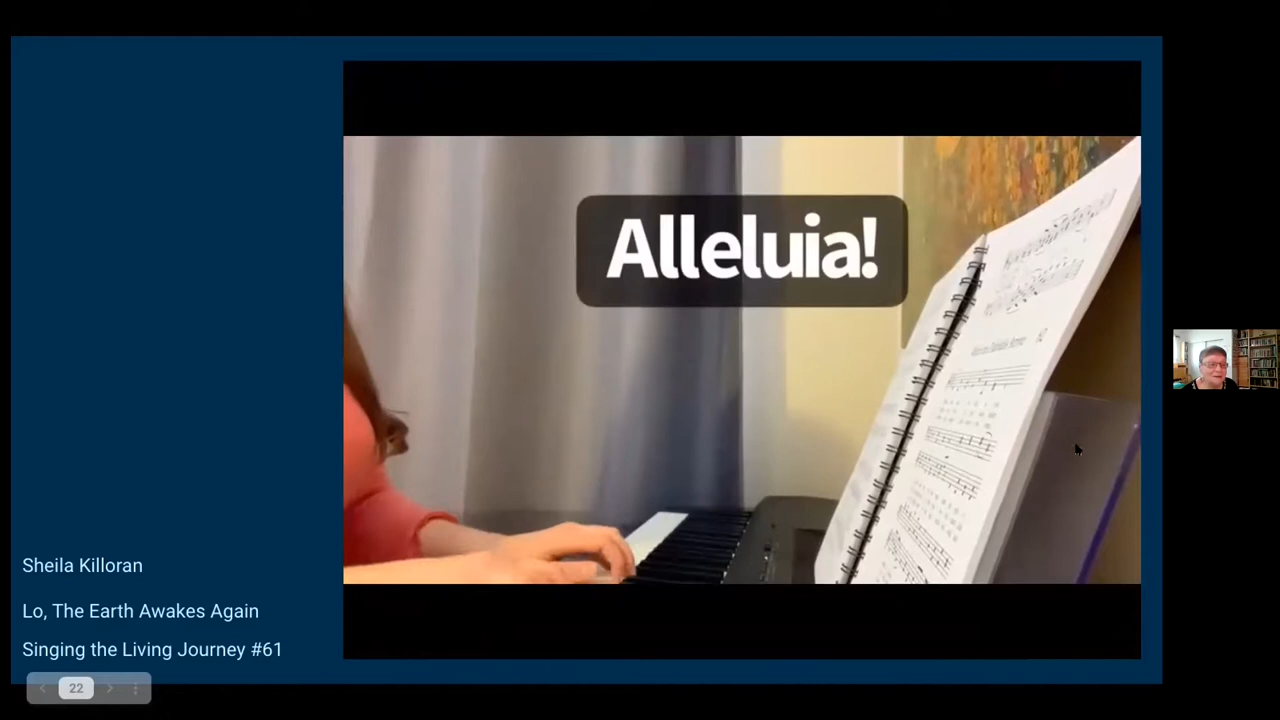 Alleluia!
Sheila Killoran
Lo, The Earth Awakes Again
Singing the Living Journey #61
22